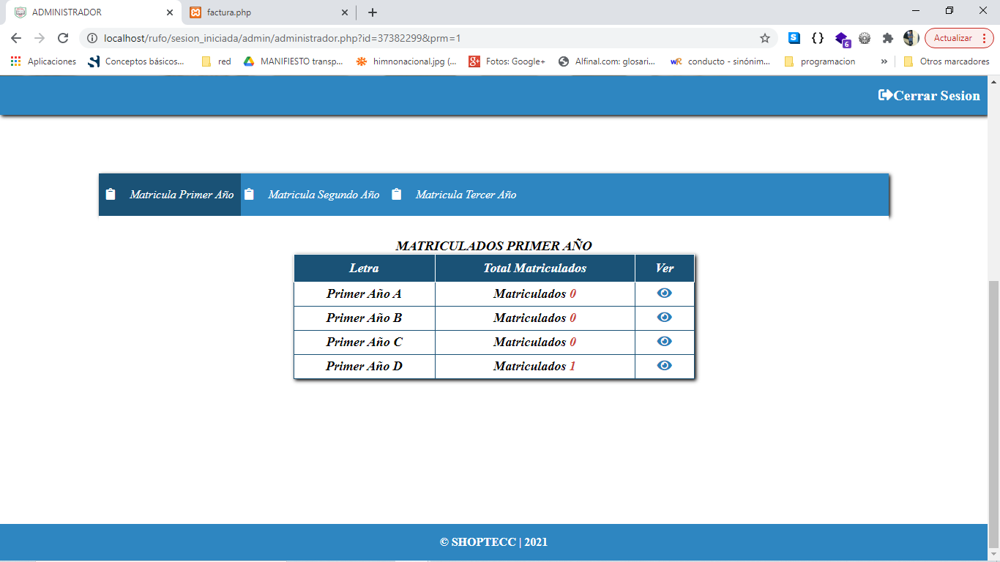 ADMINISTRADOR
factura.php
localhost/rufo/sesion_iniciada/admin/administrador.php?id=37382299&prm=1
6
Actualizar
Aplicaciones
Conceptos básicos...
red
MANIFIESTO transp...
himnonacional.jpg (...
Fotos: Google+
Alfinal.com: glosari...
wR conducto - sinónim...
programacion
»
Otros marcadores
Cerrar Sesion
Matricula Primer Año
Matricula Segundo Año
Matricula Tercer Año
MATRICULADOS PRIMER AÑO
Letra Total Matriculados Ver
Primer Año A Matriculados 0
Primer Año B Matriculados 0
Primer Año C Matriculados 0
Primer Año D Matriculados 1
© SHOPTECC | 2021